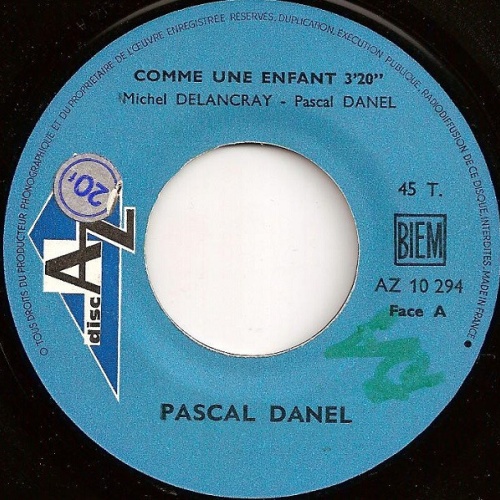 O TOUS DROITS DU PRODUCTEUR PHONOGRAPHIQUE ET DU PROPRIETAIRE DE L'ŒUVRE ENREGISTREE RESERVES. DUPLICATION, EXECUTION PUBLIQUE, RADIODIFFUSION DE CE DISQUE INTERDITES. MADE IN FRANCE
COMME UNE ENFANT 3'20"
Michel DELANCRAY - Pascal DANEL
20F
disc AZ
45 T.
BIEM
AZ 10 294
Face A
PASCAL DANEL